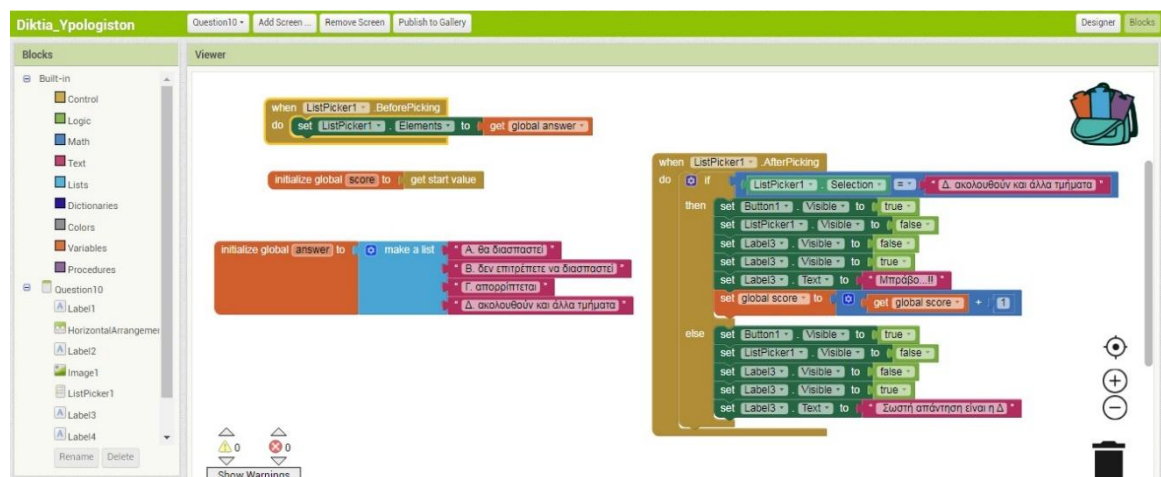 Diktia_Ypologiston
Question10
Add Screen ...
Remove Screen
Publish to Gallery
Designer
Blocks
Blocks
Viewer
Built-in
Control
Logic
Math
Text
Lists
Dictionaries
Colors
Variables
Procedures
Question10
Label1
HorizontalArrangemer
Label2
Image1
ListPicker1
Label3
Label4
Rename Delete
when ListPicker1 .BeforePicking
do set ListPicker1 . Elements to get global answer
initialize global score to get start value
initialize global answer to make a list " Α. θα διασπαστεί "
" Β. δεν επιτρέπετε να διασπαστεί "
" Γ. απορρίπτεται "
" Δ. ακολουθούν και άλλα τμήματα "
when ListPicker1 .AfterPicking
do if ListPicker1 . Selection = " Δ. ακολουθούν και άλλα τμήματα "
then set Button1 . Visible to true
set ListPicker1 . Visible to false
set Label3 . Visible to false
set Label3 . Visible to true
set Label3 . Text to " Μπράβο...!! "
set global score to get global score + 1
else set Button1 . Visible to true
set ListPicker1 . Visible to false
set Label3 . Visible to false
set Label3 . Visible to true
set Label3 . Text to " Σωστή απάντηση είναι η Δ "
0 0
Show Warnings